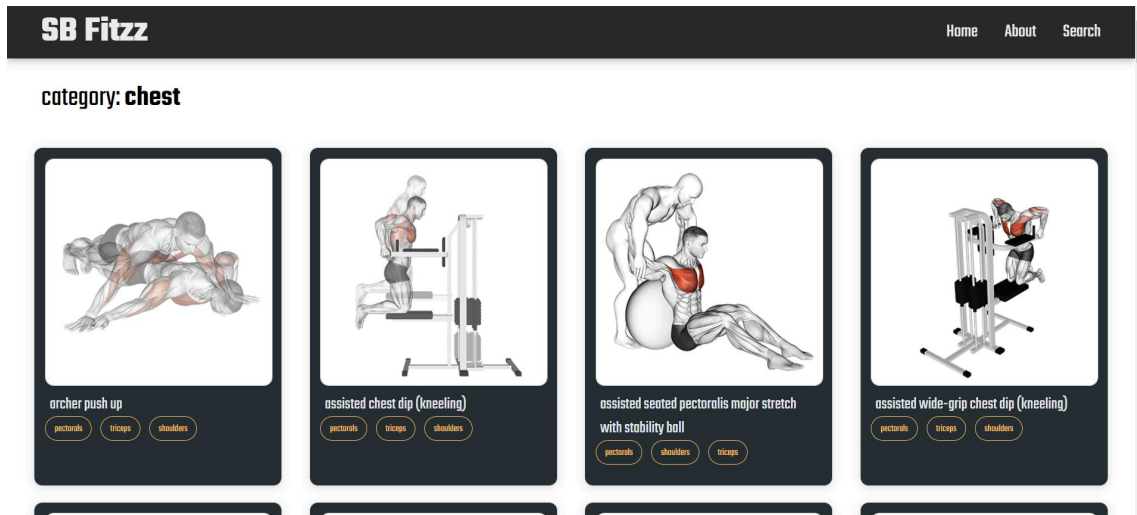 SB Fitzz
Home About Search
category: chest
archer push up
pectorals triceps shoulders
assisted chest dip (kneeling)
pectorals triceps shoulders
assisted seated pectoralis major stretch
with stability ball
pectorals shoulders triceps
assisted wide-grip chest dip (kneeling)
pectorals triceps shoulders